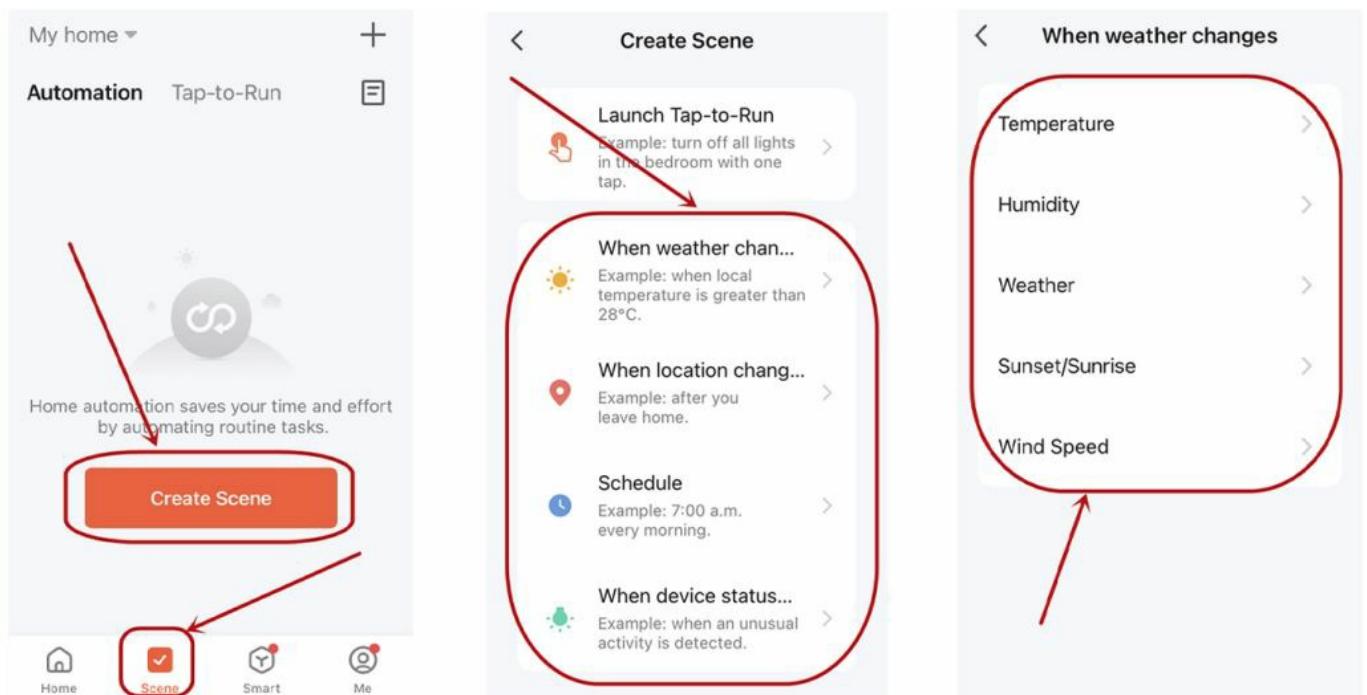 My home
Automation Tap-to-Run
Home automation saves your time and effort
by automating routine tasks.
Create Scene
Home Scene Smart Me
Create Scene
Launch Tap-to-Run
Example: turn off all lights
in the bedroom with one
tap.
When weather chan...
Example: when local
temperature is greater than
28°C.
When location chang...
Example: after you
leave home.
Schedule
Example: 7:00 a.m.
every morning.
When device status...
Example: when an unusual
activity is detected.
When weather changes
Temperature
Humidity
Weather
Sunset/Sunrise
Wind Speed